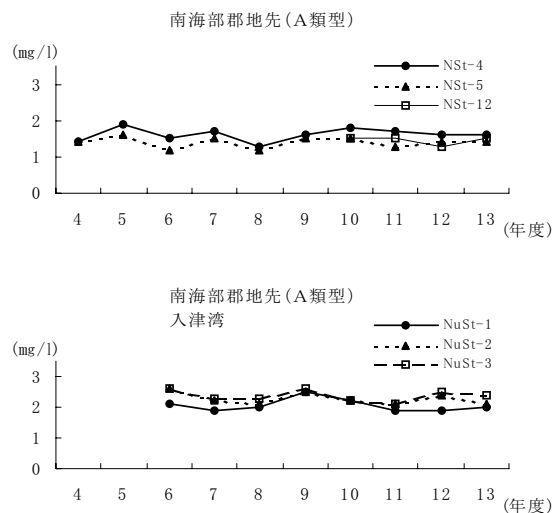 南海部郡地先(A類型)
(mg/l)
NSt-4
NSt-5
NSt-12
3
2
1
0
4 5 6 7 8 9 10 11 12 13
(年度)
南海部郡地先(A類型)
入津湾
(mg/l)
NuSt-1
NuSt-2
NuSt-3
3
2
1
0
4 5 6 7 8 9 10 11 12 13
(年度)